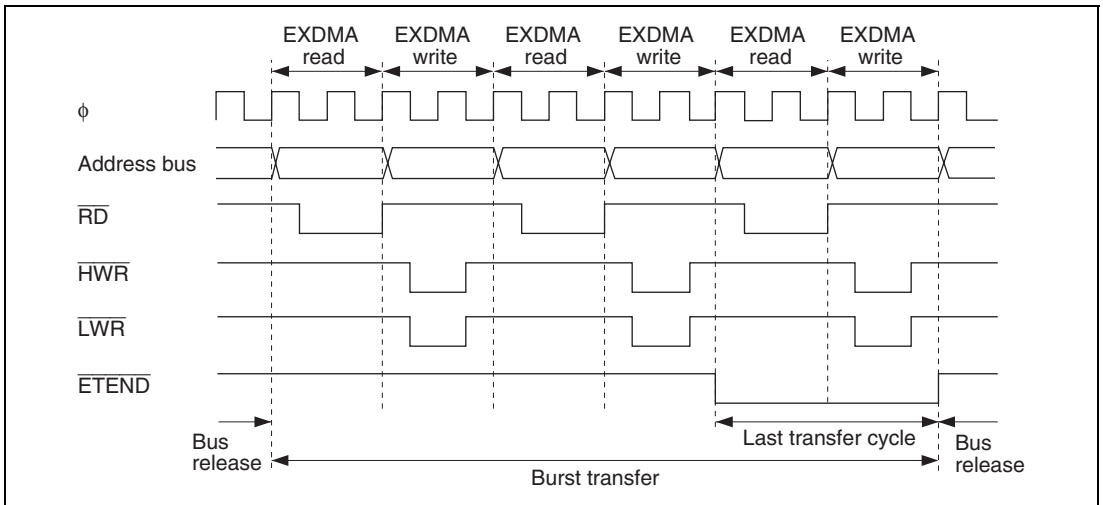 EXDMA EXDMA EXDMA EXDMA EXDMA EXDMA
read write read write read write
ϕ
Address bus
RD
HWR
LWR
ETEND
Last transfer cycle
Bus release
Bus release
Burst transfer